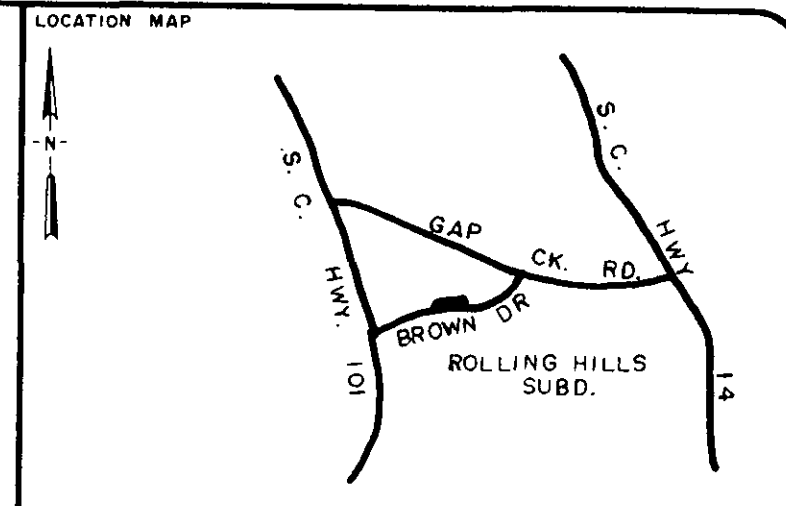 LOCATION MAP
-N-
S. C. HWY. 101
S. C. HWY 14
GAP CK. RD.
BROWN DR
ROLLING HILLS
SUBD.